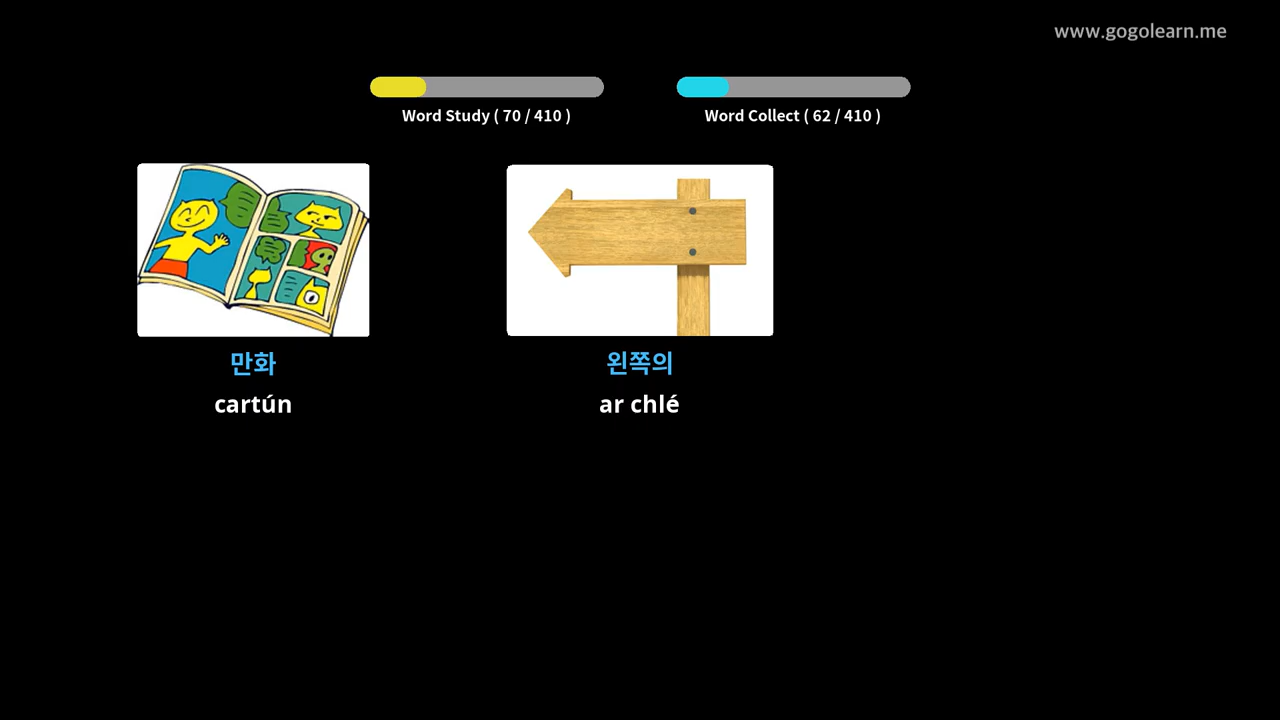 www.gogolearn.me
Word Study ( 70 / 410 )
Word Collect ( 62 / 410 )
만화
왼쪽의
cartún
ar chlé